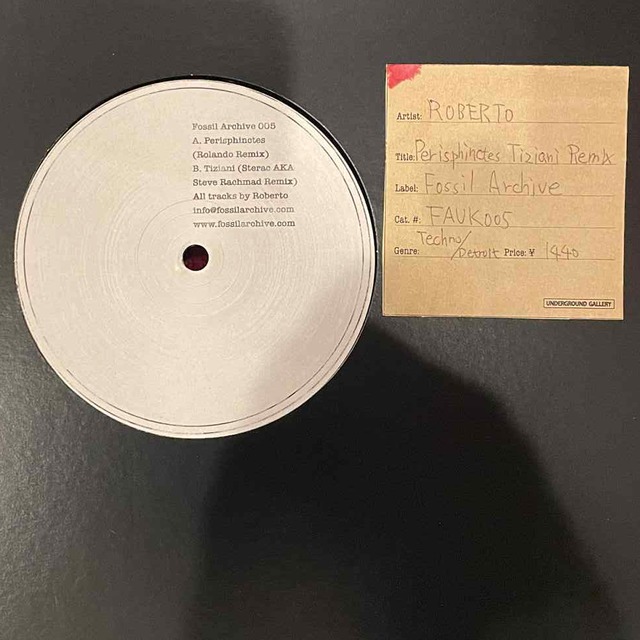 Fossil Archive 005
A. Perisphinctes
(Rolando Remix)
B. Tiziani (Sterac AKA
Steve Rachmad Remix)
All tracks by Roberto
info@fossilarchive.com
www.fossilarchive.com
Artist: ROBERTO
Title: Perisphinctes Tiziani Remix
Label: Fossil Archive
Cat. #: FAUK005
Genre: Techno/Detroit Price: ¥ 1440
UNDERGROUND GALLERY